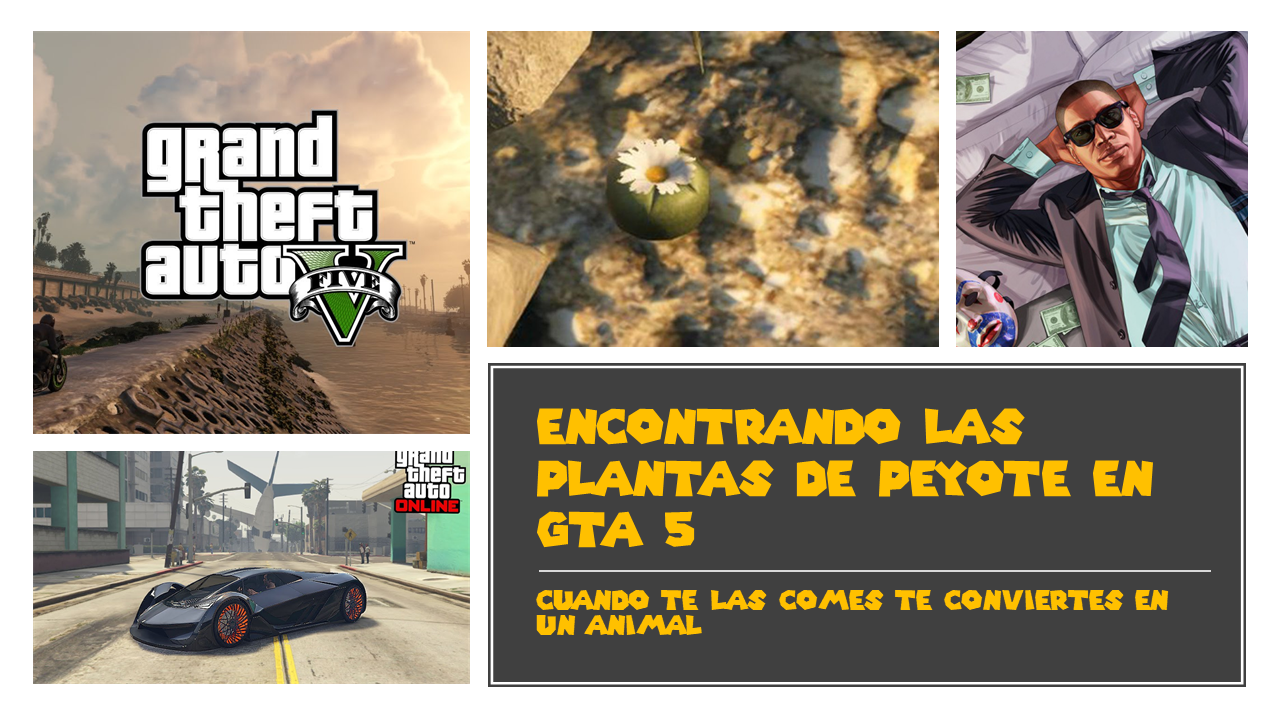 grand
theft
auto
FIVE
™
grand
theft
auto
ONLINE
ENCONTRANDO LAS
PLANTAS DE PEYOTE EN
GTA 5
CUANDO TE LAS COMES TE CONVIERTES EN
UN ANIMAL